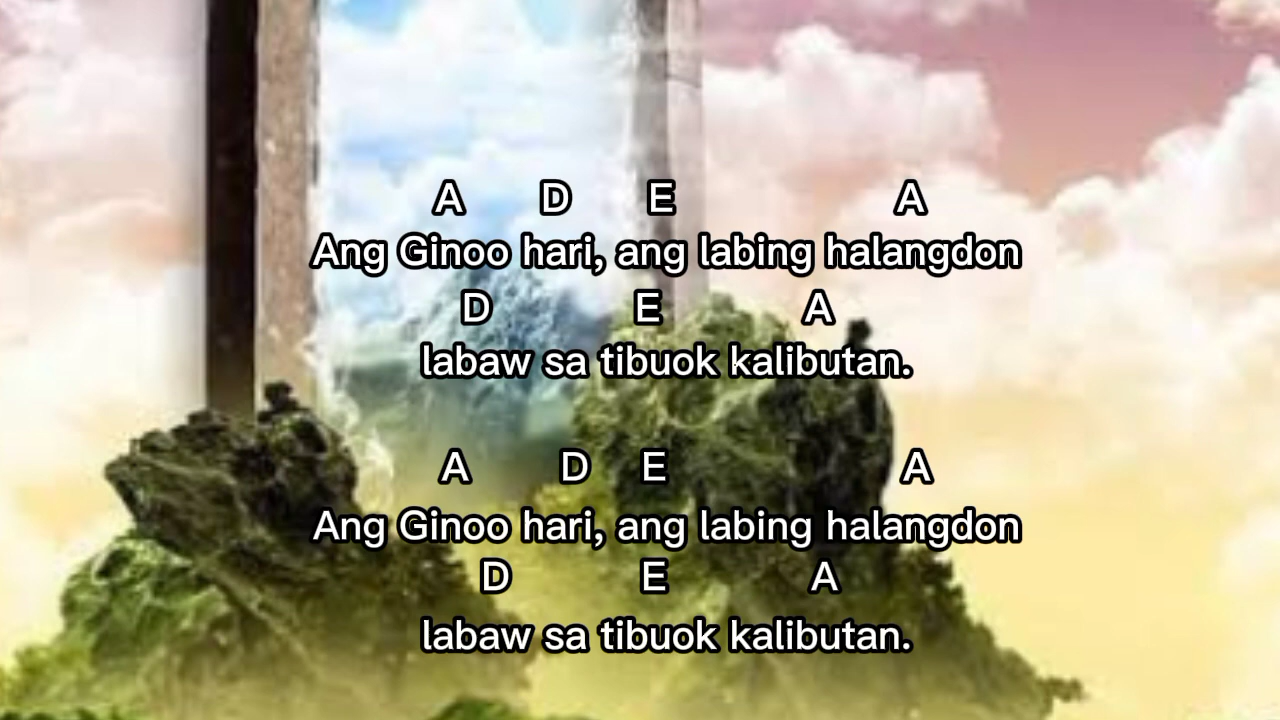 A D E A
Ang Ginoo hari, ang labing halangdon
D E A
labaw sa tibuok kalibutan.
A D E A
Ang Ginoo hari, ang labing halangdon
D E A
labaw sa tibuok kalibutan.